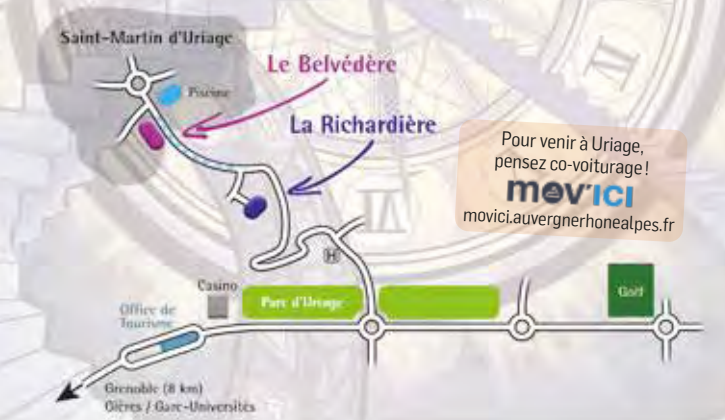 Saint-Martin d'Uriage
Le Belvédère
Piscine
La Richardière
Pour venir à Uriage,
pensez co-voiturage !
mov'ici
movici.auvergnerhonealpes.fr
VI
H
Casino
Parc d'Uriage
Golf
Office de
Tourisme
Grenoble (8 km)
Gières / Gare-Universités